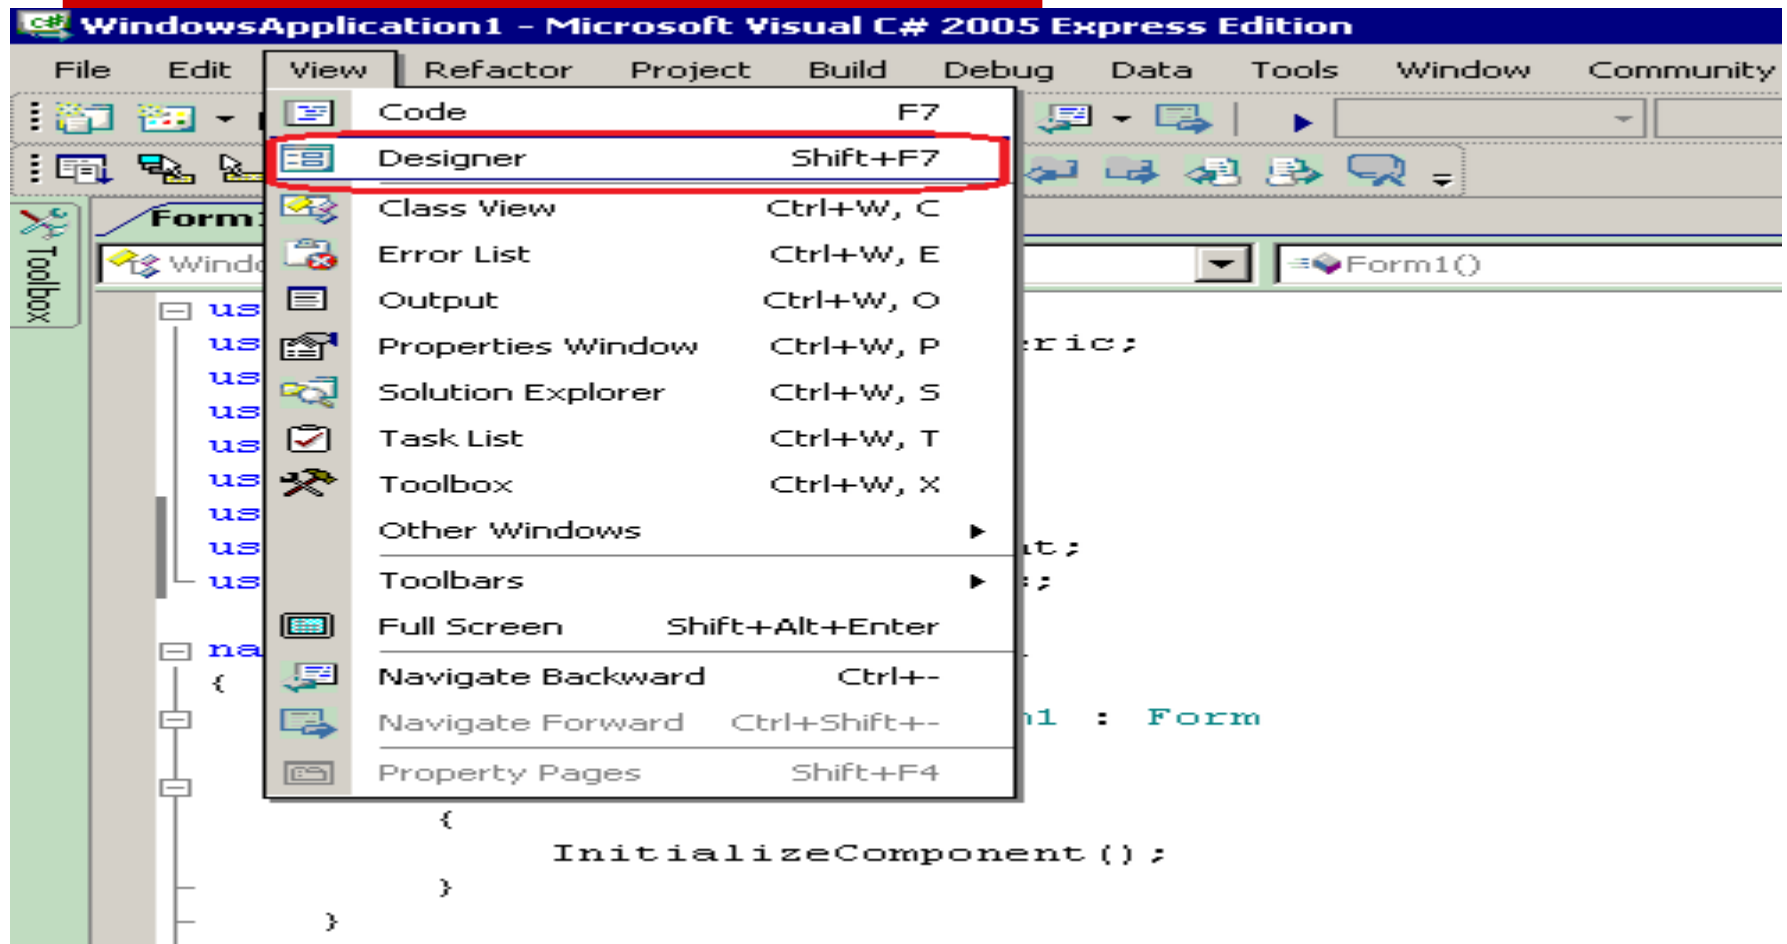 WindowsApplication1 - Microsoft Visual C# 2005 Express Edition
File Edit View Refactor Project Build Debug Data Tools Window Community
Code F7
Designer Shift+F7
Class View Ctrl+W, C
Error List Ctrl+W, E
Output Ctrl+W, O
Properties Window Ctrl+W, P
Solution Explorer Ctrl+W, S
Task List Ctrl+W, T
Toolbox Ctrl+W, X
Other Windows
Toolbars
Full Screen Shift+Alt+Enter
Navigate Backward Ctrl+-
Navigate Forward Ctrl+Shift+-
Property Pages Shift+F4
Toolbox
Form1()
: Form
{
{
InitializeComponent();
}
}